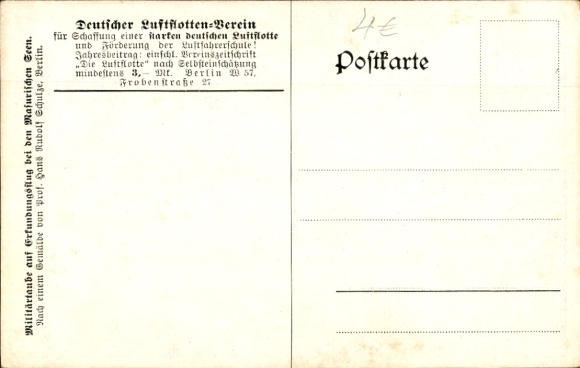 Deutscher Luftflotten-Verein
für Schaffung einer starken deutschen Luftflotte
und Förderung der Luftfahrerschule!
Jahresbeitrag: einschl. Vereinszeitschrift
„Die Luftflotte“ nach Selbsteinschätzung
mindestens 3,— Mk. Berlin W 57,
Frobenstraße 27
4€
Postkarte
Militärtaube auf Erkundungsflug bei den Masurischen Seen.
Nach einem Gemälde von Prof. Hans Rudolf Schulze, Berlin.